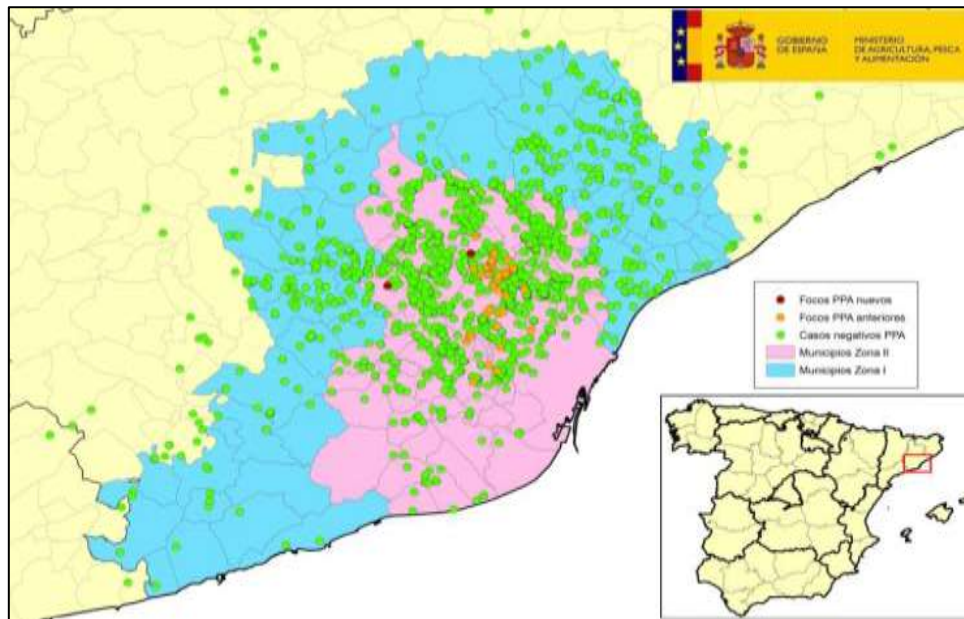 GOBIERNO
DE ESPAÑA
MINISTERIO
DE AGRICULTURA, PESCA
Y ALIMENTACIÓN
Focos PPA nuevos
Focos PPA anteriores
Casos negativos PPA
Municipios Zona II
Municipios Zona I